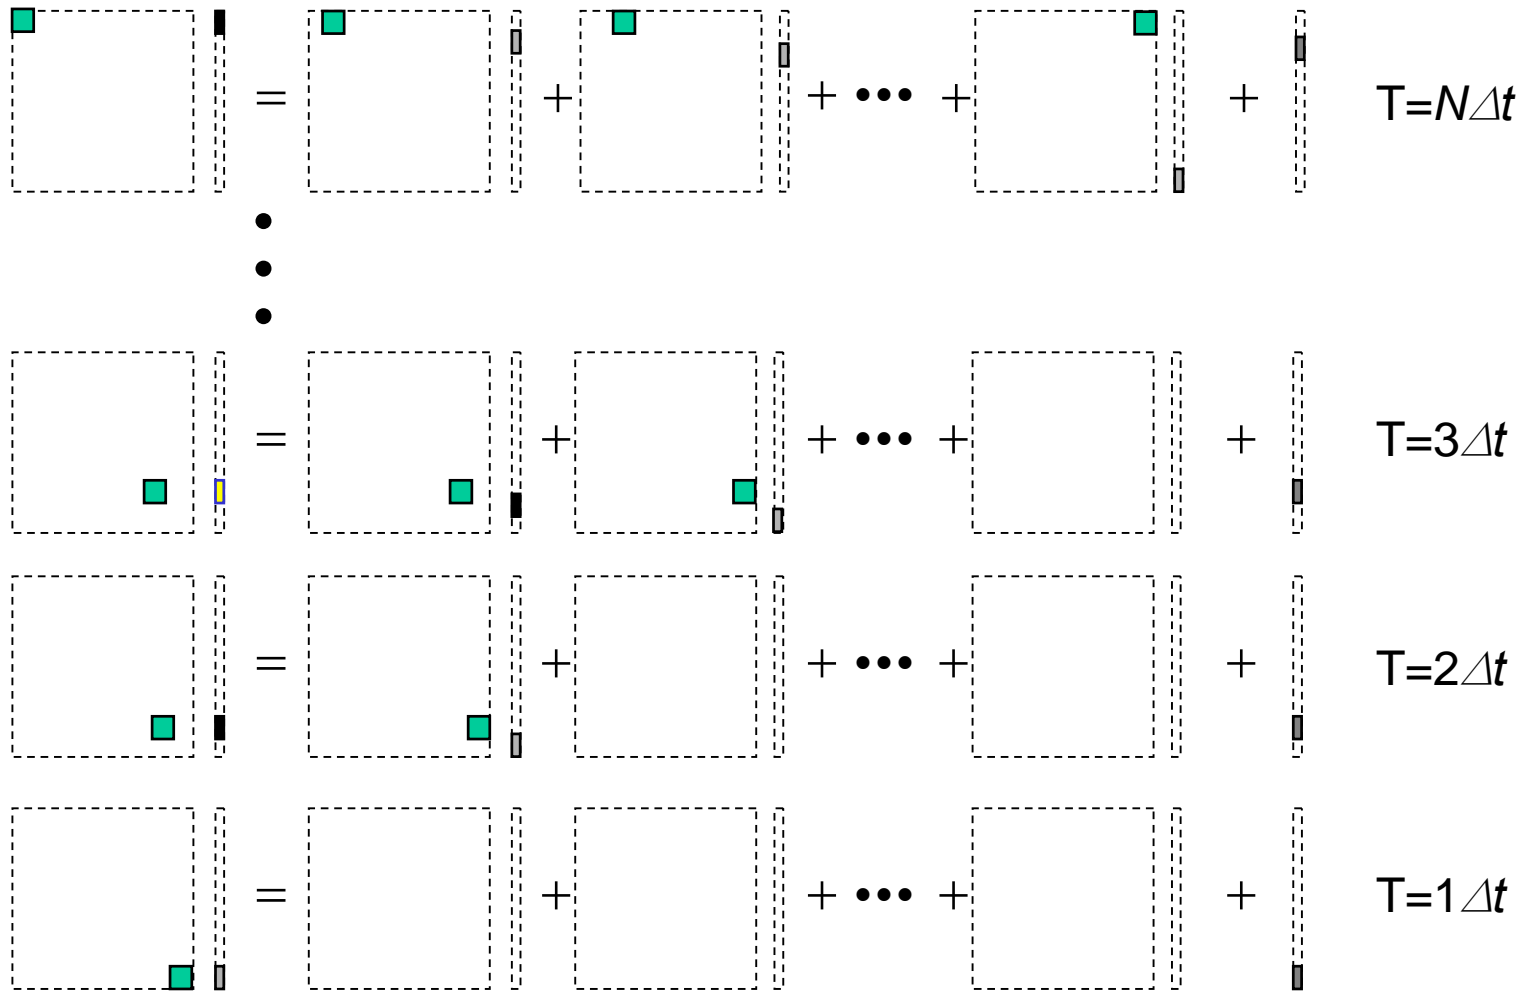 = + + ••• + + T=NΔt
= + + ••• + + T=3Δt
= + + ••• + + T=2Δt
= + + ••• + + T=1Δt